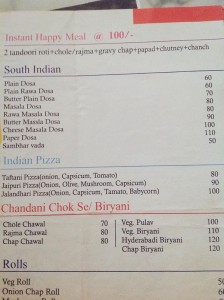 Instant Happy Meal @ 100/-
2 tandoori roti+chole/rajma+gravy chap+papad+chutney+chanch
South Indian
Plain Dosa 60
Plain Rawa Dosa 60
Butter Plain Dosa 70
Masala Dosa 80
Rawa Masala Dosa 80
Butter Masala Dosa 90
Cheeze Masala Dosa 100
Paper Dosa 110
Sambhar vada 50
Indian Pizza
Taftani Pizza(onion, Capsicum, Tomato) 80
Jaipuri Pizza(Onion, Olive, Mushroom, Capsicum) 90
Jalandhari Pizza(Onion, Capsicum, Tamato, Babycorn) 100
Chandani Chok Se/ Biryani
Chole Chawal 70
Rajma Chawal 80
Chap Chawal 80
Veg. Pulav 100
Veg. Biryani 110
Hyderabadi Biryani 120
Chap Biryani 120
Rolls
Veg Roll 50
Onion Chap Roll